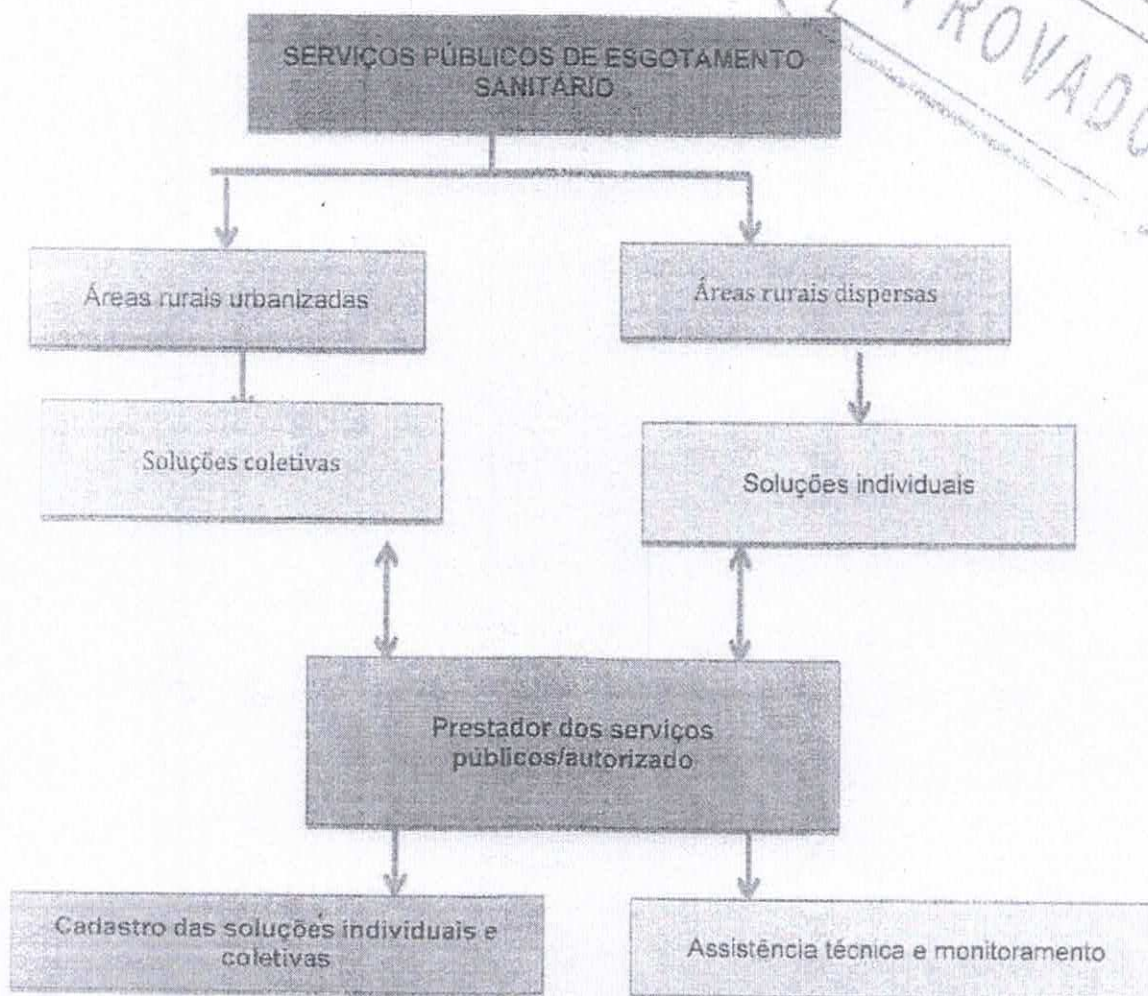 SERVIÇOS PÚBLICOS DE ESGOTAMENTO
SANITÁRIO
PROVADO
Áreas rurais urbanizadas
Áreas rurais dispersas
Soluções coletivas
Soluções individuais
Prestador dos serviços
públicos/autorizado
Cadastro das soluções individuais e
coletivas
Assistência técnica e monitoramento